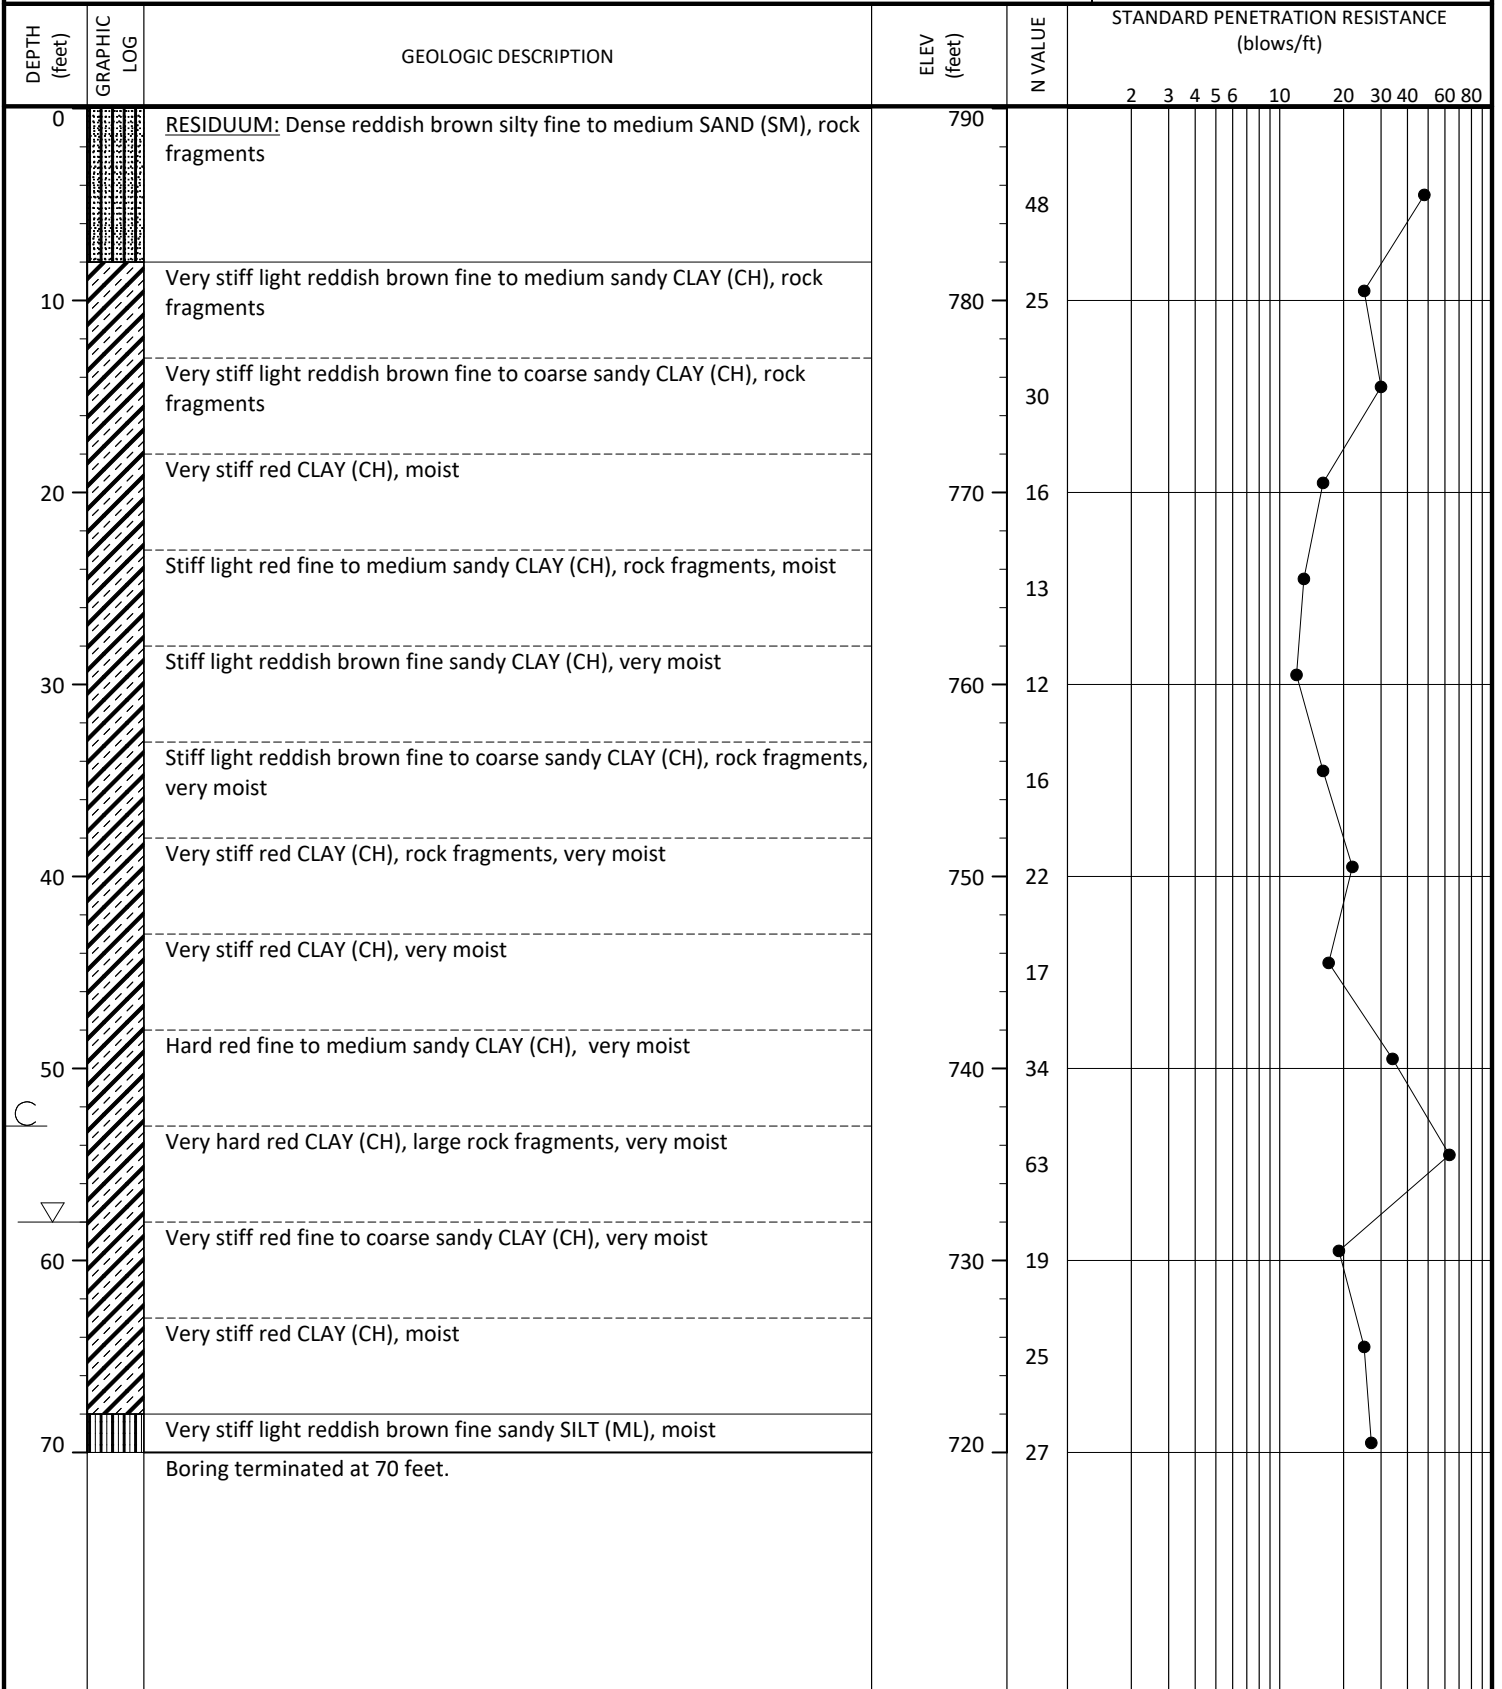 DEPTH
(feet)
GRAPHIC
LOG
GEOLOGIC DESCRIPTION
ELEV
(feet)
N VALUE
STANDARD PENETRATION RESISTANCE
(blows/ft)
2 3 4 5 6 10 20 30 40 60 80
0
RESIDUUM: Dense reddish brown silty fine to medium SAND (SM), rock
fragments
790
48
Very stiff light reddish brown fine to medium sandy CLAY (CH), rock
fragments
10
780
25
Very stiff light reddish brown fine to coarse sandy CLAY (CH), rock
fragments
30
Very stiff red CLAY (CH), moist
20
770
16
Stiff light red fine to medium sandy CLAY (CH), rock fragments, moist
13
Stiff light reddish brown fine sandy CLAY (CH), very moist
30
760
12
Stiff light reddish brown fine to coarse sandy CLAY (CH), rock fragments,
very moist
16
Very stiff red CLAY (CH), rock fragments, very moist
40
750
22
Very stiff red CLAY (CH), very moist
17
Hard red fine to medium sandy CLAY (CH), very moist
50
740
34
C
Very hard red CLAY (CH), large rock fragments, very moist
63
Very stiff red fine to coarse sandy CLAY (CH), very moist
60
730
19
Very stiff red CLAY (CH), moist
25
Very stiff light reddish brown fine sandy SILT (ML), moist
70
720
27
Boring terminated at 70 feet.